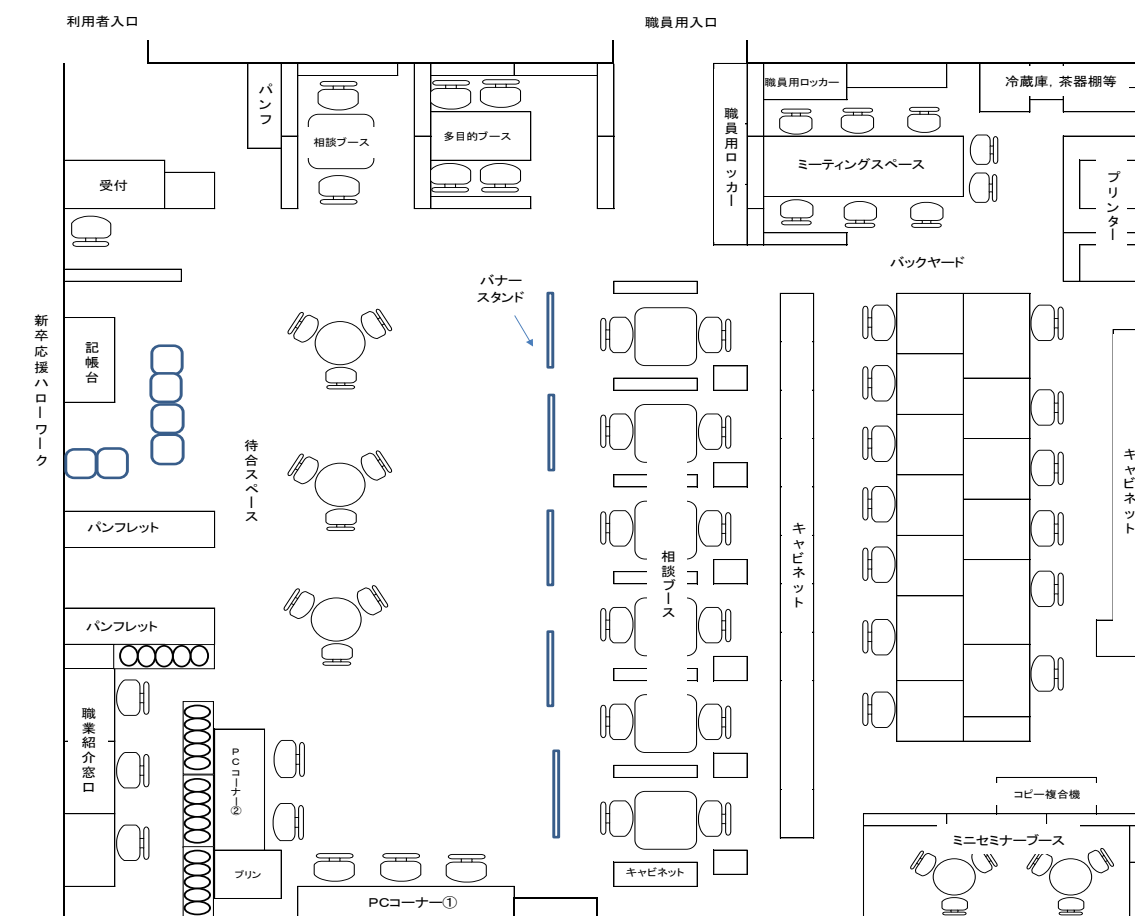 利用者入口
職員用入口
パンフ
相談ブース
多目的ブース
職員用ロッカー
職員用ロッカー
冷蔵庫，茶器棚等
ミーティングスペース
プリンター
受付
バックヤード
バナー
スタンド
新卒応援ハローワーク
記帳台
待合スペース
パンフレット
パンフレット
相談ブース
キャビネット
キャビネット
職業紹介窓口
PCコーナー②
プリン
キャビネット
PCコーナー①
コピー複合機
ミニセミナーブース